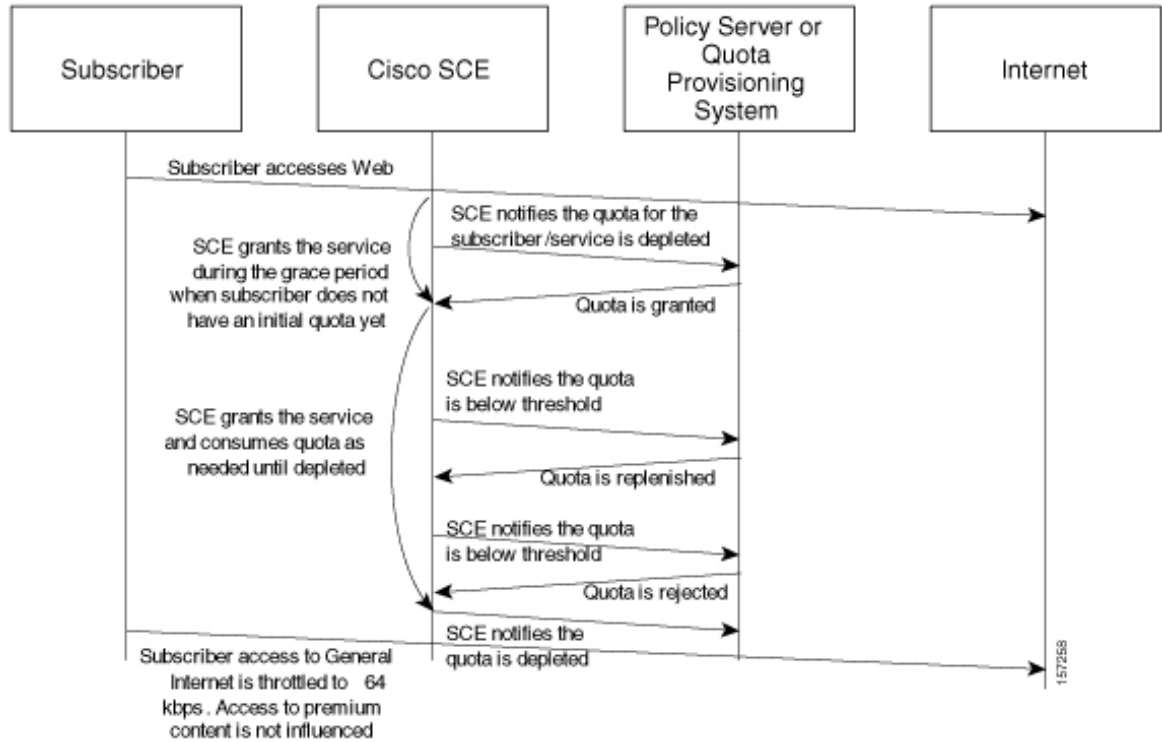 Subscriber
Cisco SCE
Policy Server or
Quota
Provisioning
System
Internet
Subscriber accesses Web
SCE notifies the quota for the
subscriber/service is depleted
SCE grants the service
during the grace period
when subscriber does not
have an initial quota yet
Quota is granted
SCE notifies the quota
is below threshold
SCE grants the service
and consumes quota as
needed until depleted
Quota is replenished
SCE notifies the quota
is below threshold
Quota is rejected
SCE notifies the
quota is depleted
Subscriber access to General
Internet is throttled to 64
kbps. Access to premium
content is not influenced
157258